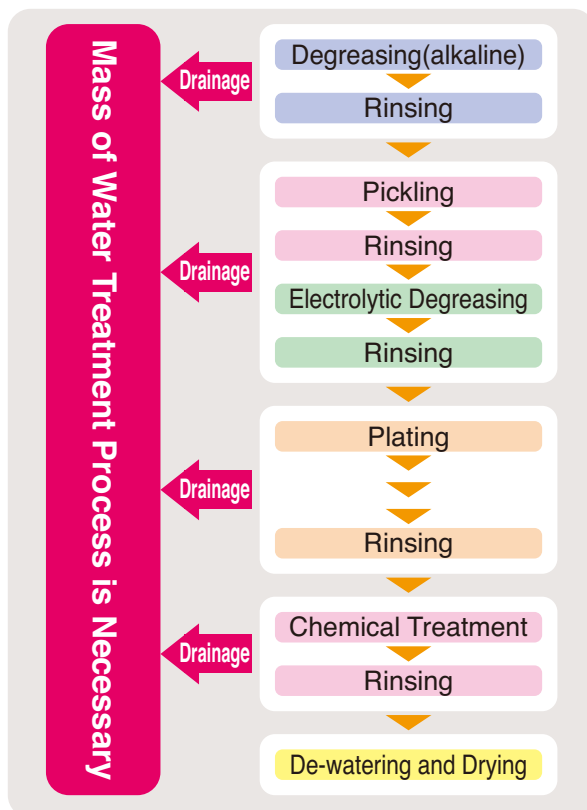 Mass of Water Treatment Process is Necessary
Drainage
Degreasing(alkaline)
Rinsing
Drainage
Pickling
Rinsing
Electrolytic Degreasing
Rinsing
Drainage
Plating
Rinsing
Drainage
Chemical Treatment
Rinsing
De-watering and Drying